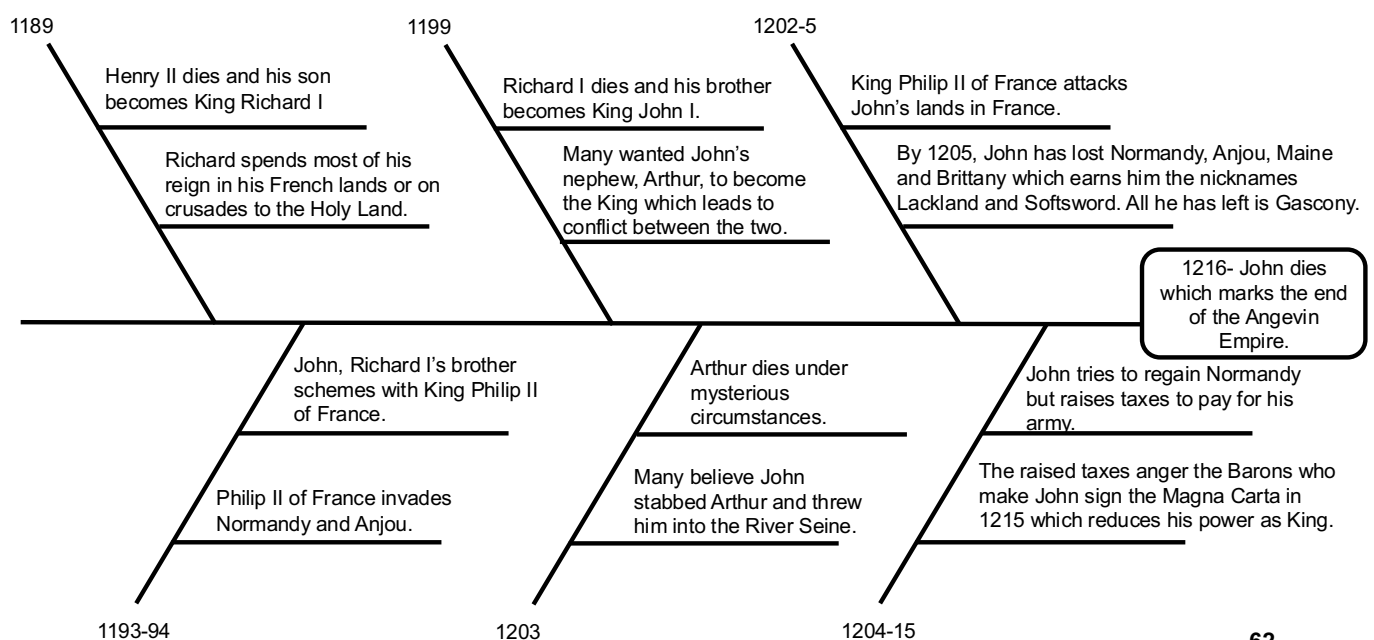 1189
Henry II dies and his son
becomes King Richard I
Richard spends most of his
reign in his French lands or on
crusades to the Holy Land.
1199
Richard I dies and his brother
becomes King John I.
Many wanted John’s
nephew, Arthur, to become
the King which leads to
conflict between the two.
1202-5
King Philip II of France attacks
John’s lands in France.
By 1205, John has lost Normandy, Anjou, Maine
and Brittany which earns him the nicknames
Lackland and Softsword. All he has left is Gascony.
1216- John dies
which marks the end
of the Angevin
Empire.
John, Richard I’s brother
schemes with King Philip II
of France.
Philip II of France invades
Normandy and Anjou.
1193-94
Arthur dies under
mysterious
circumstances.
Many believe John
stabbed Arthur and threw
him into the River Seine.
1203
John tries to regain Normandy
but raises taxes to pay for his
army.
The raised taxes anger the Barons who
make John sign the Magna Carta in
1215 which reduces his power as King.
1204-15